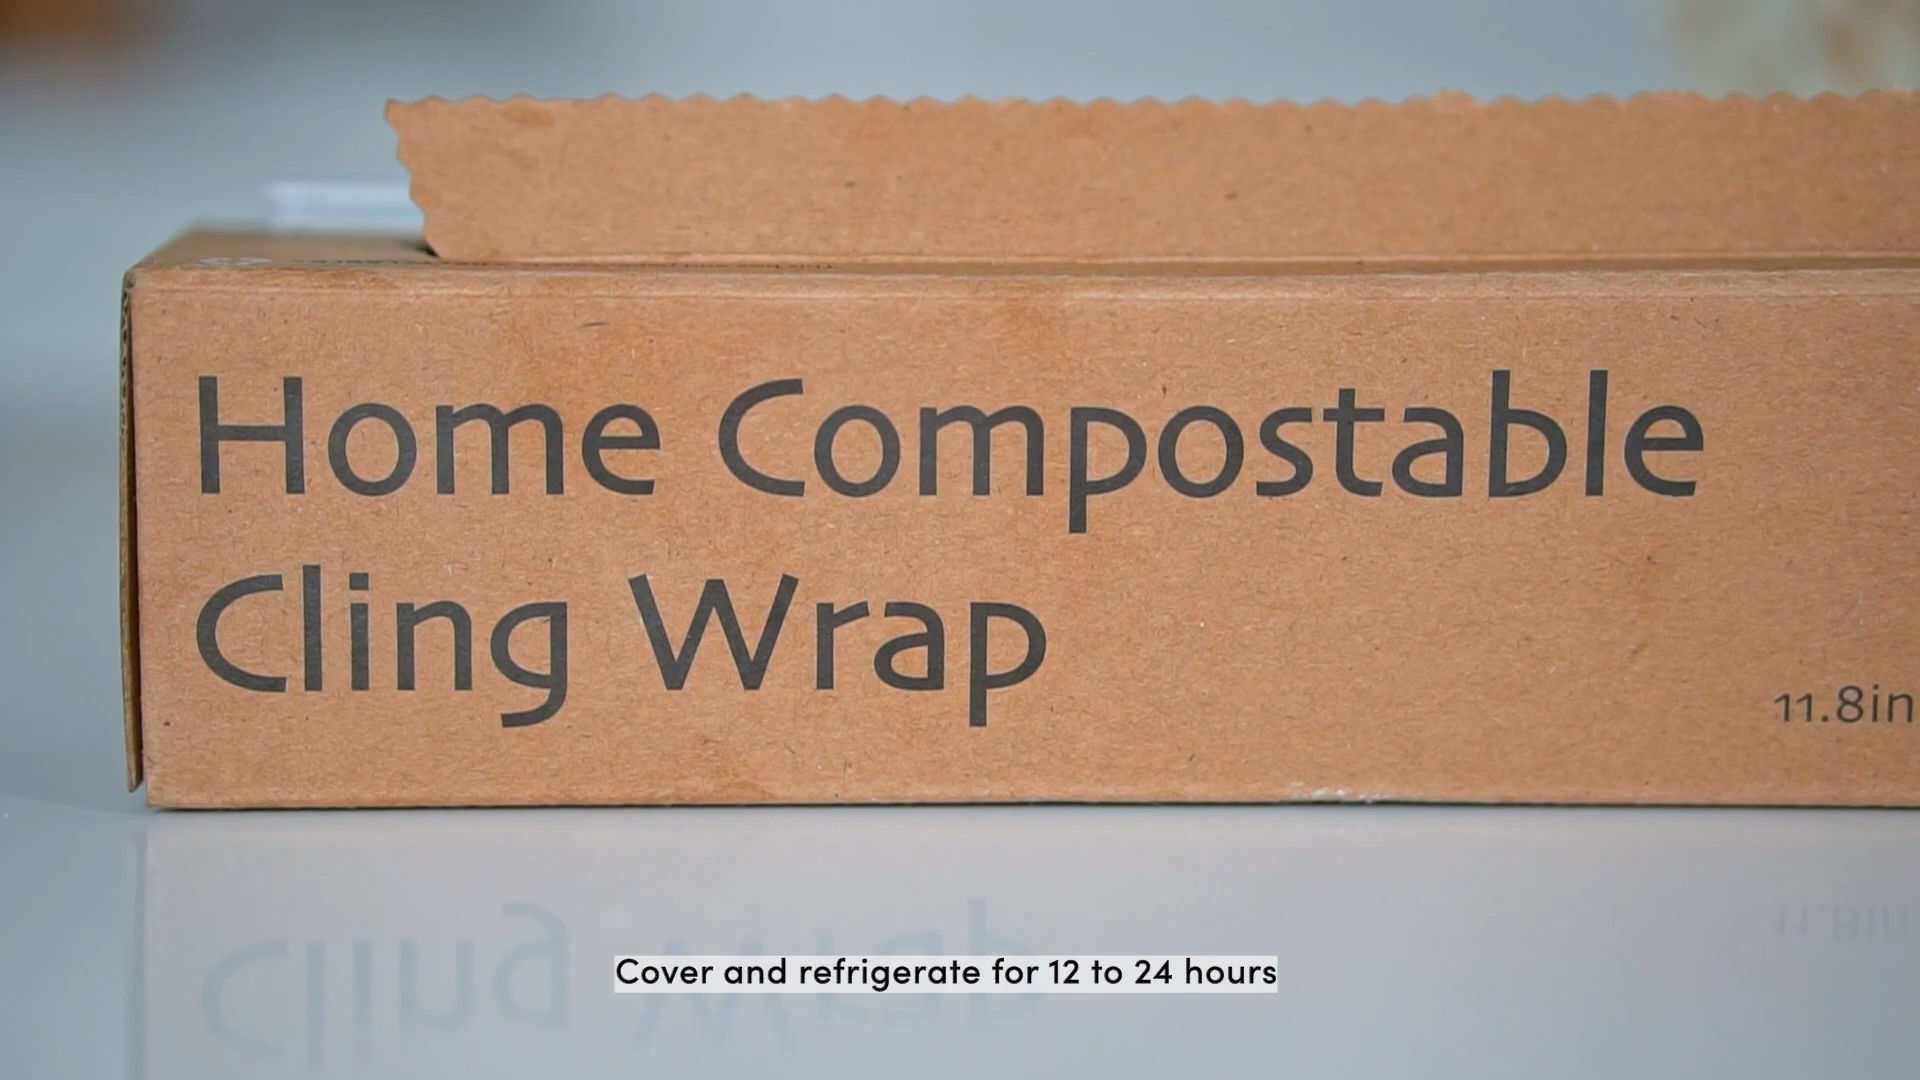 Home Compostable
Cling Wrap
11.8in
Cover and refrigerate for 12 to 24 hours